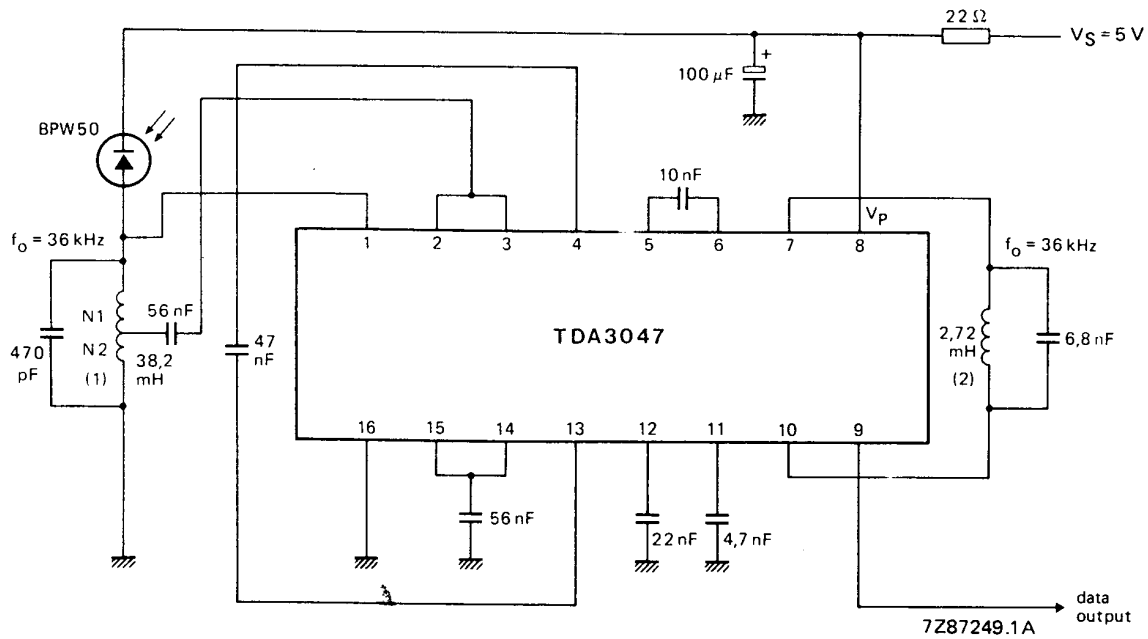 22 Ω
V_S = 5 V
+
100 μF
BPW50
10 nF
V_P
1
2
3
4
5
6
7
8
f_o = 36 kHz
f_o = 36 kHz
N1
56 nF
470
pF
N2
(1)
38,2
mH
47
nF
TDA3047
2,72
mH
(2)
6,8 nF
16
15
14
13
12
11
10
9
56 nF
22 nF
4,7 nF
data
output
7Z87249.1A